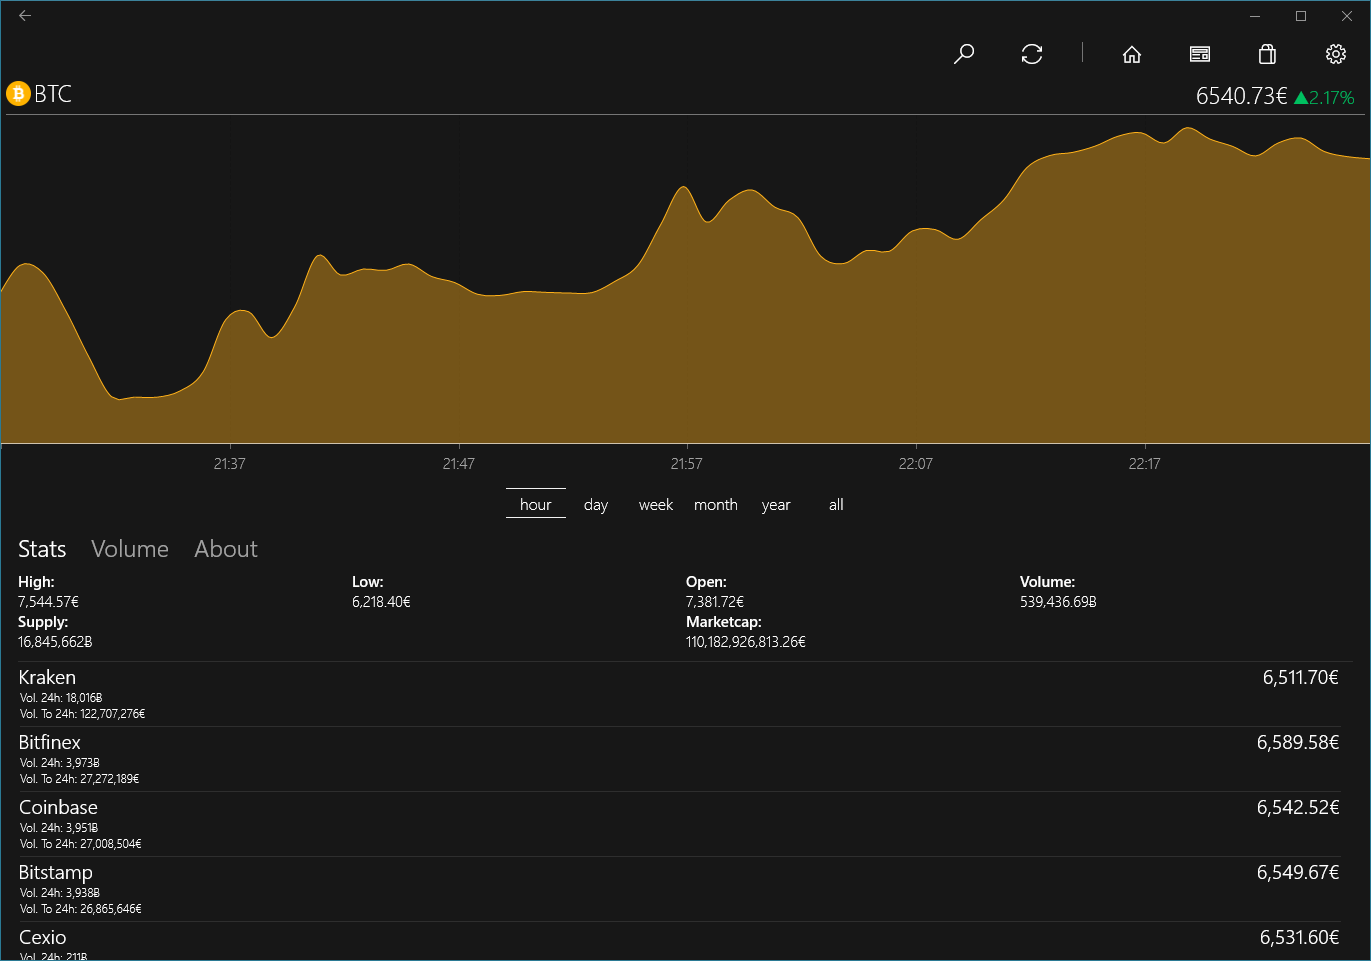 BTC
6540.73€ ▲2.17%
21:37 21:47 21:57 22:07 22:17
hour day week month year all
Stats Volume About
High: Low: Open: Volume:
7,544.57€ 6,218.40€ 7,381.72€ 539,436.69Ƀ
Supply: Marketcap:
16,845,662Ƀ 110,182,926,813.26€
Kraken 6,511.70€
Vol. 24h: 18,016Ƀ
Vol. To 24h: 122,707,276€
Bitfinex 6,589.58€
Vol. 24h: 3,973Ƀ
Vol. To 24h: 27,272,189€
Coinbase 6,542.52€
Vol. 24h: 3,951Ƀ
Vol. To 24h: 27,008,504€
Bitstamp 6,549.67€
Vol. 24h: 3,938Ƀ
Vol. To 24h: 26,865,646€
Cexio 6,531.60€
Vol. 24h: 211Ƀ